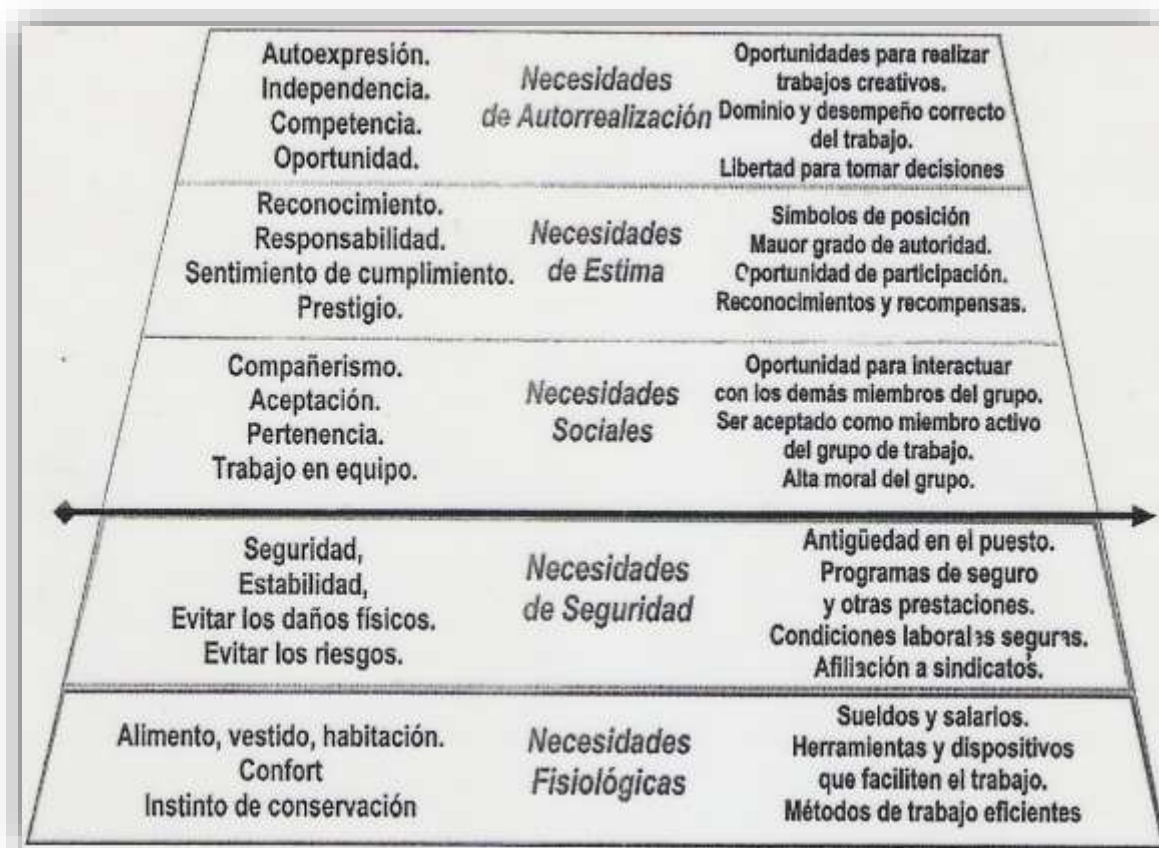 Autoexpresión.
Independencia.
Competencia.
Oportunidad.
Necesidades
de Autorrealización
Oportunidades para realizar
trabajos creativos.
Dominio y desempeño correcto
del trabajo.
Libertad para tomar decisiones
Reconocimiento.
Responsabilidad.
Sentimiento de cumplimiento.
Prestigio.
Necesidades
de Estima
Símbolos de posición
Mauor grado de autoridad.
Oportunidad de participación.
Reconocimientos y recompensas.
Compañerismo.
Aceptación.
Pertenencia.
Trabajo en equipo.
Necesidades
Sociales
Oportunidad para interactuar
con los demás miembros del grupo.
Ser aceptado como miembro activo
del grupo de trabajo.
Alta moral del grupo.
Seguridad,
Estabilidad,
Evitar los daños físicos.
Evitar los riesgos.
Necesidades
de Seguridad
Antigüedad en el puesto.
Programas de seguro
y otras prestaciones.
Condiciones laborales seguras.
Afiliación a sindicatos.
Alimento, vestido, habitación.
Confort
Instinto de conservación
Necesidades
Fisiológicas
Sueldos y salarios.
Herramientas y dispositivos
que faciliten el trabajo.
Métodos de trabajo eficientes